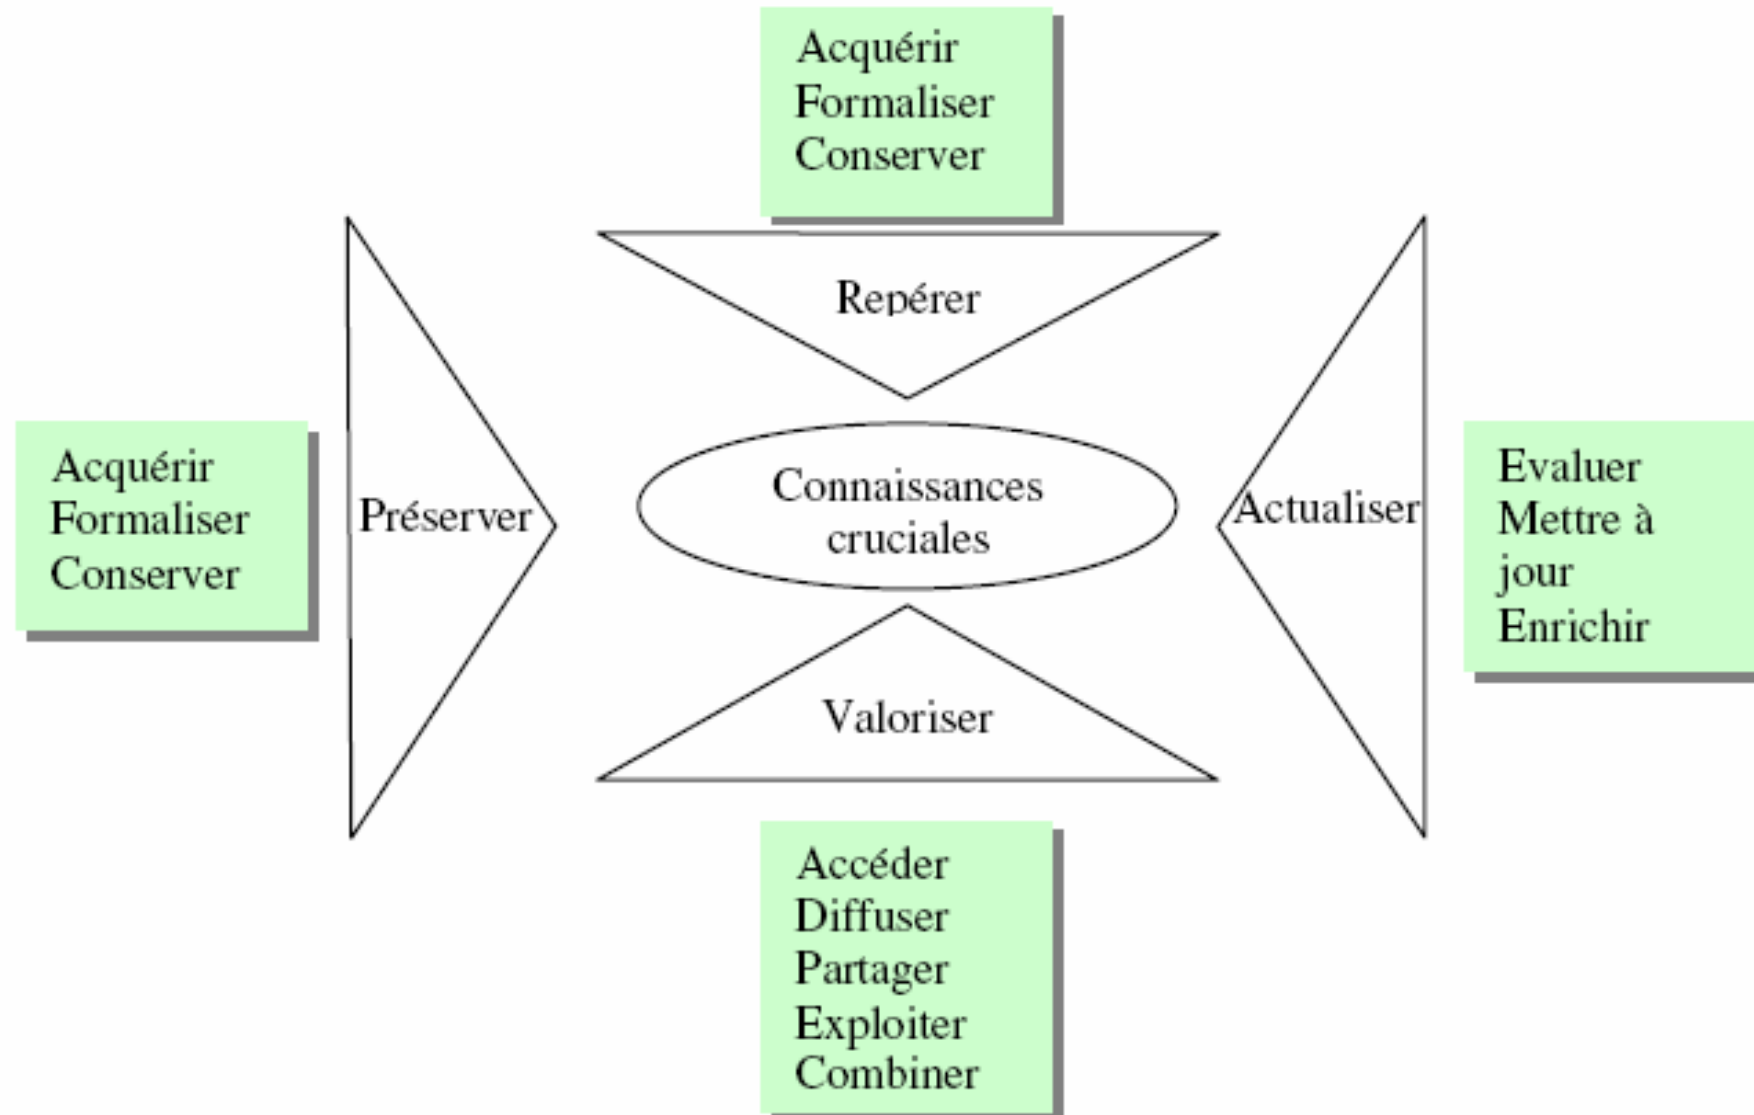 Acquérir
Formaliser
Conserver
Repérer
Acquérir
Formaliser
Conserver
Préserver
Connaissances
cruciales
Actualiser
Evaluer
Mettre à
jour
Enrichir
Valoriser
Accéder
Diffuser
Partager
Exploiter
Combiner